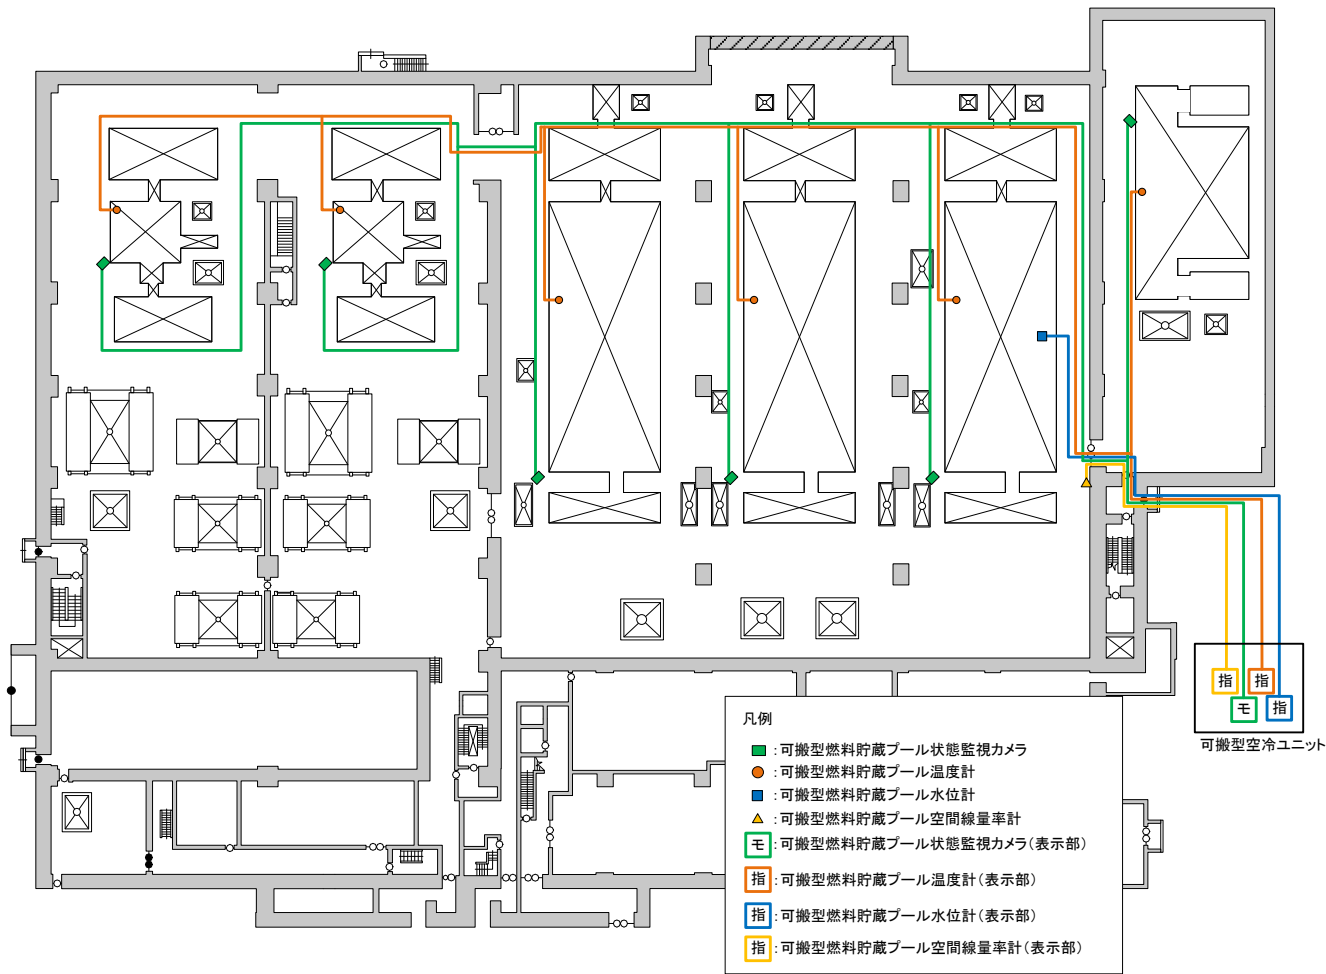 指 指
モ 指
可搬型空冷ユニット
凡例
:可搬型燃料貯蔵プール状態監視カメラ
:可搬型燃料貯蔵プール温度計
:可搬型燃料貯蔵プール水位計
:可搬型燃料貯蔵プール空間線量率計
モ:可搬型燃料貯蔵プール状態監視カメラ(表示部)
指:可搬型燃料貯蔵プール温度計(表示部)
指:可搬型燃料貯蔵プール水位計(表示部)
指:可搬型燃料貯蔵プール空間線量率計(表示部)